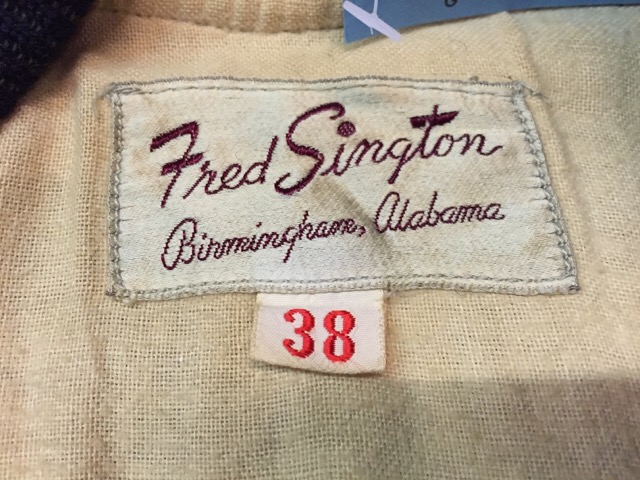 Fred Sington
Birmingham, Alabama
38